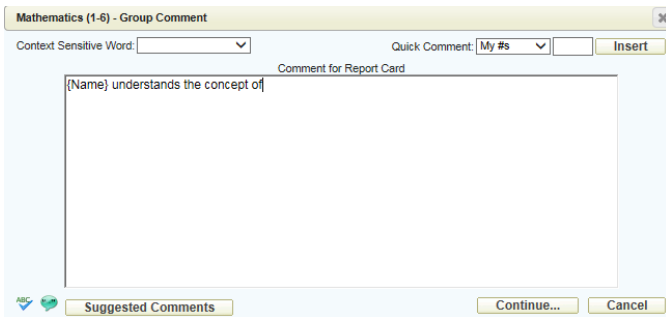 Mathematics (1-6) - Group Comment
Context Sensitive Word: Quick Comment: My #s Insert
Comment for Report Card
{Name} understands the concept of
ABC Suggested Comments Continue... Cancel